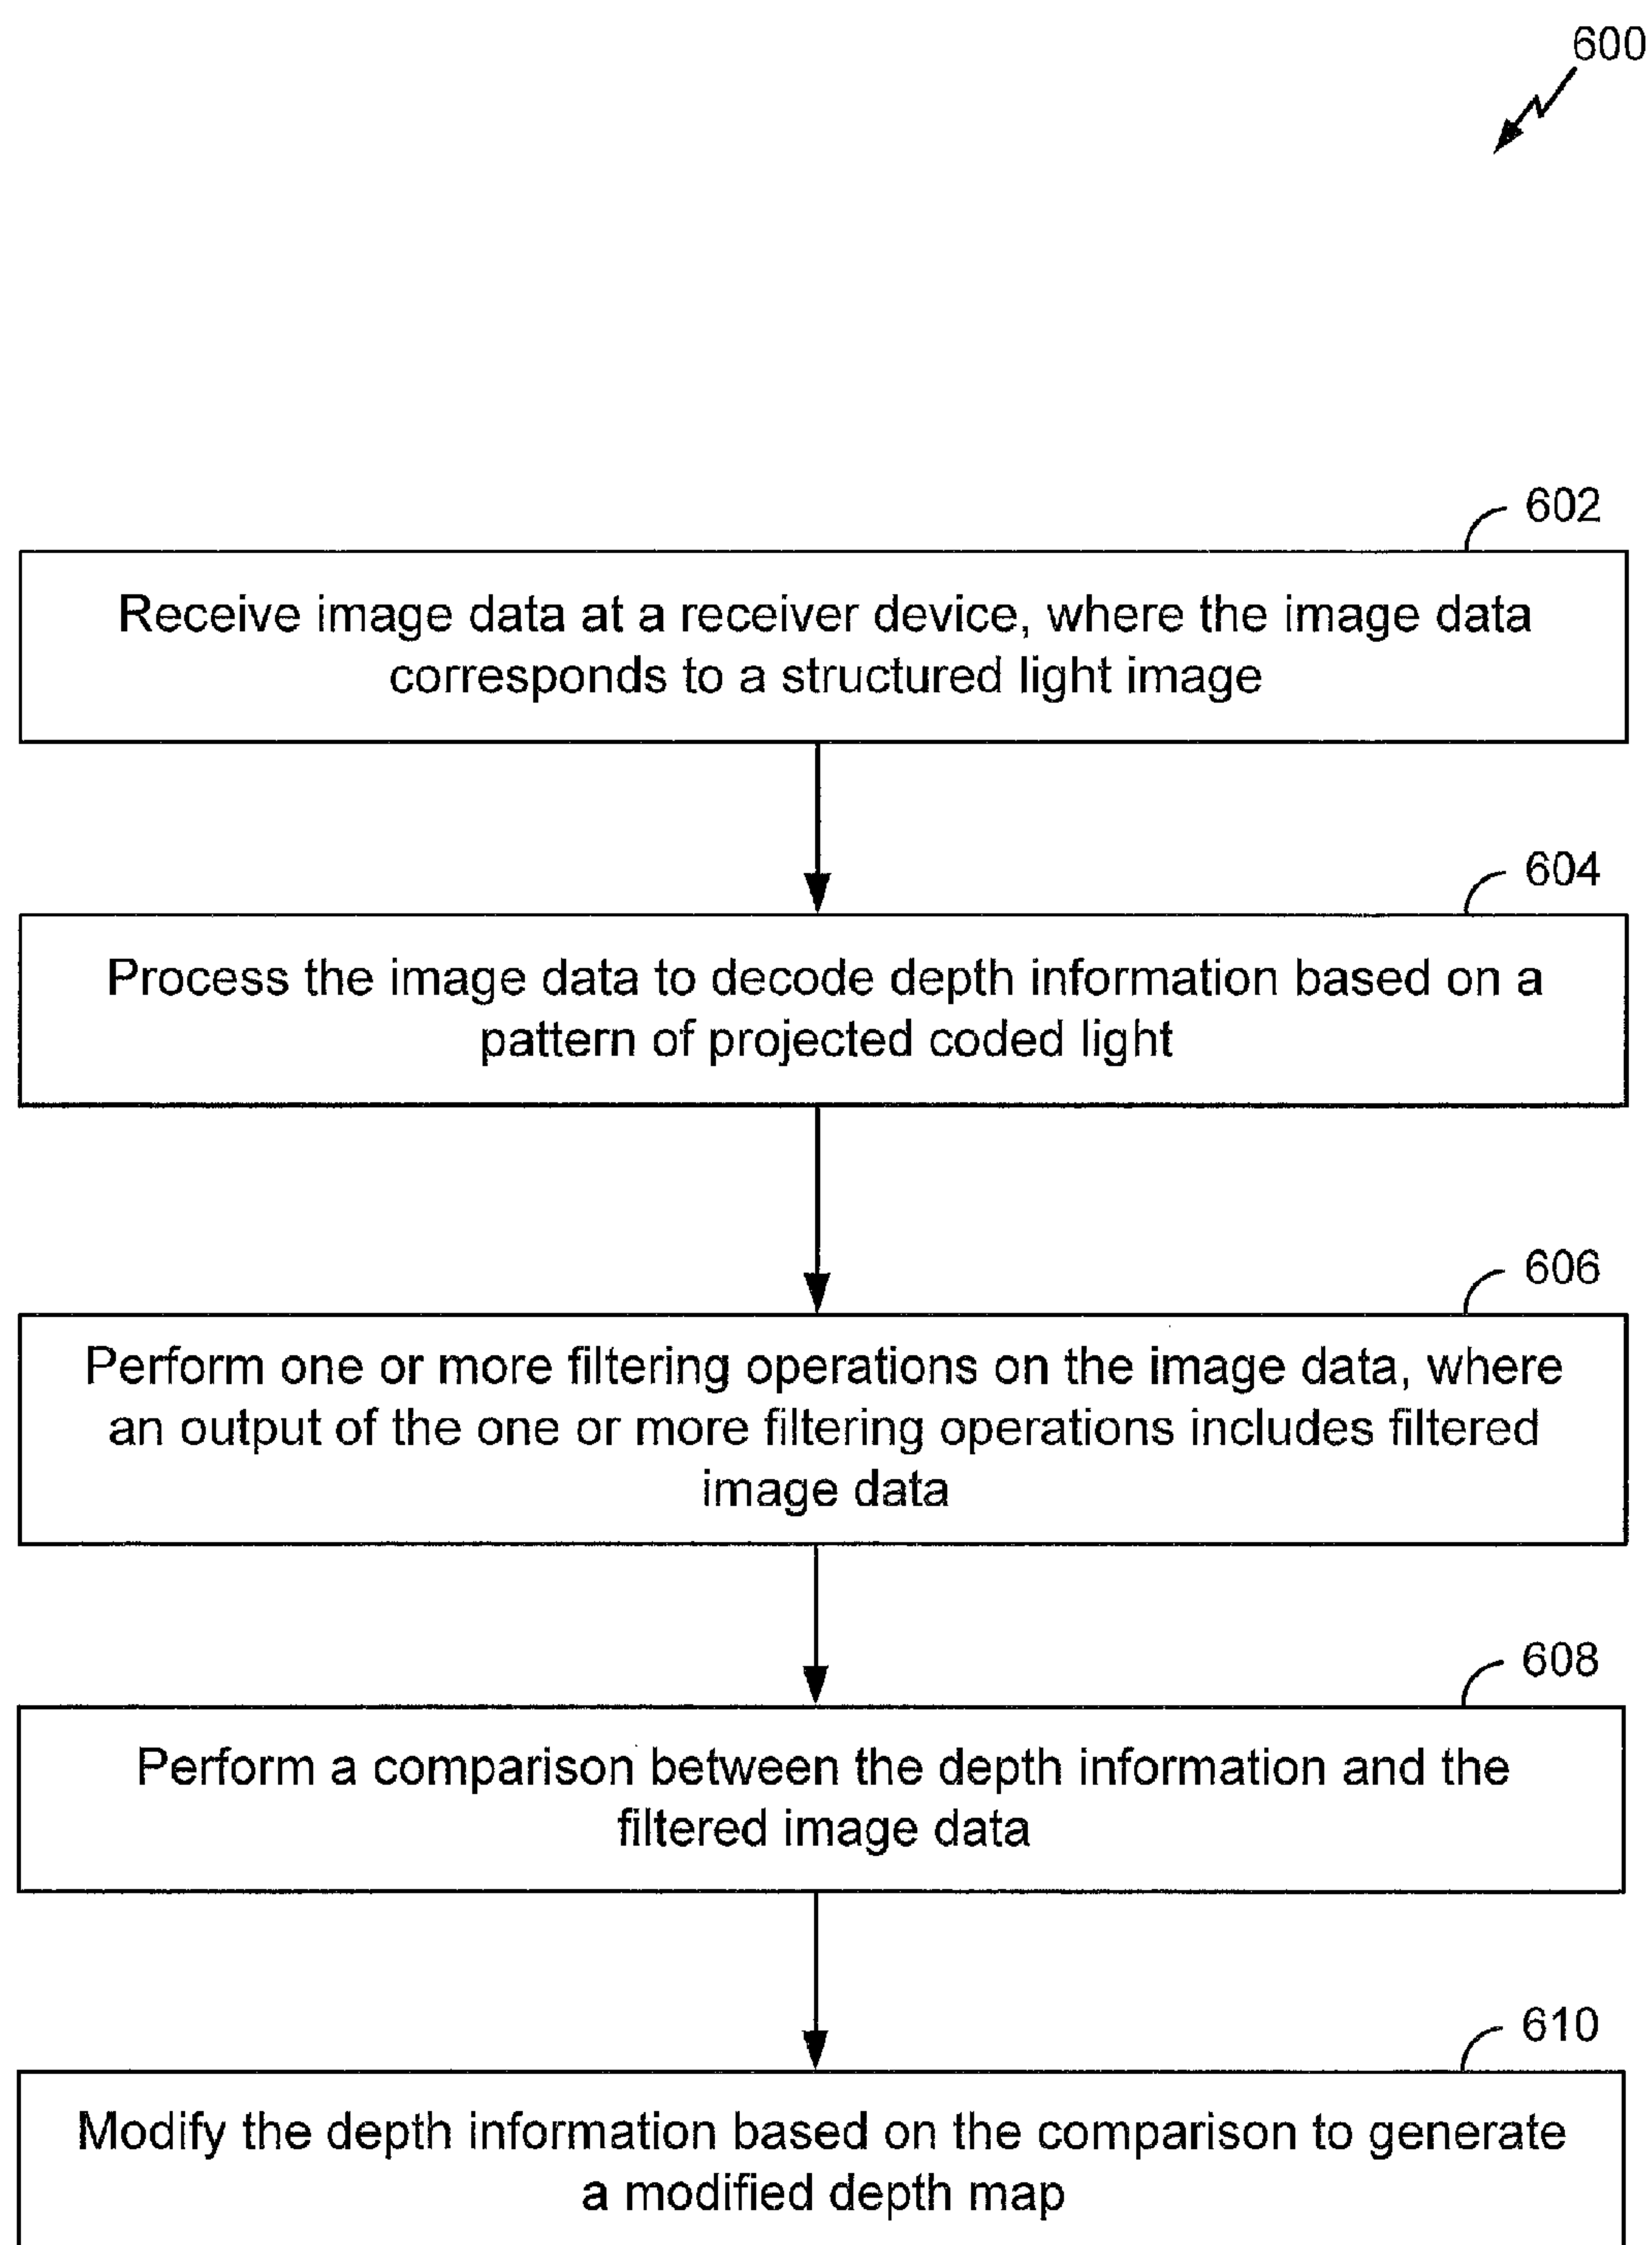 600
602
Receive image data at a receiver device, where the image data
corresponds to a structured light image
604
Process the image data to decode depth information based on a
pattern of projected coded light
606
Perform one or more filtering operations on the image data, where
an output of the one or more filtering operations includes filtered
image data
608
Perform a comparison between the depth information and the
filtered image data
610
Modify the depth information based on the comparison to generate
a modified depth map